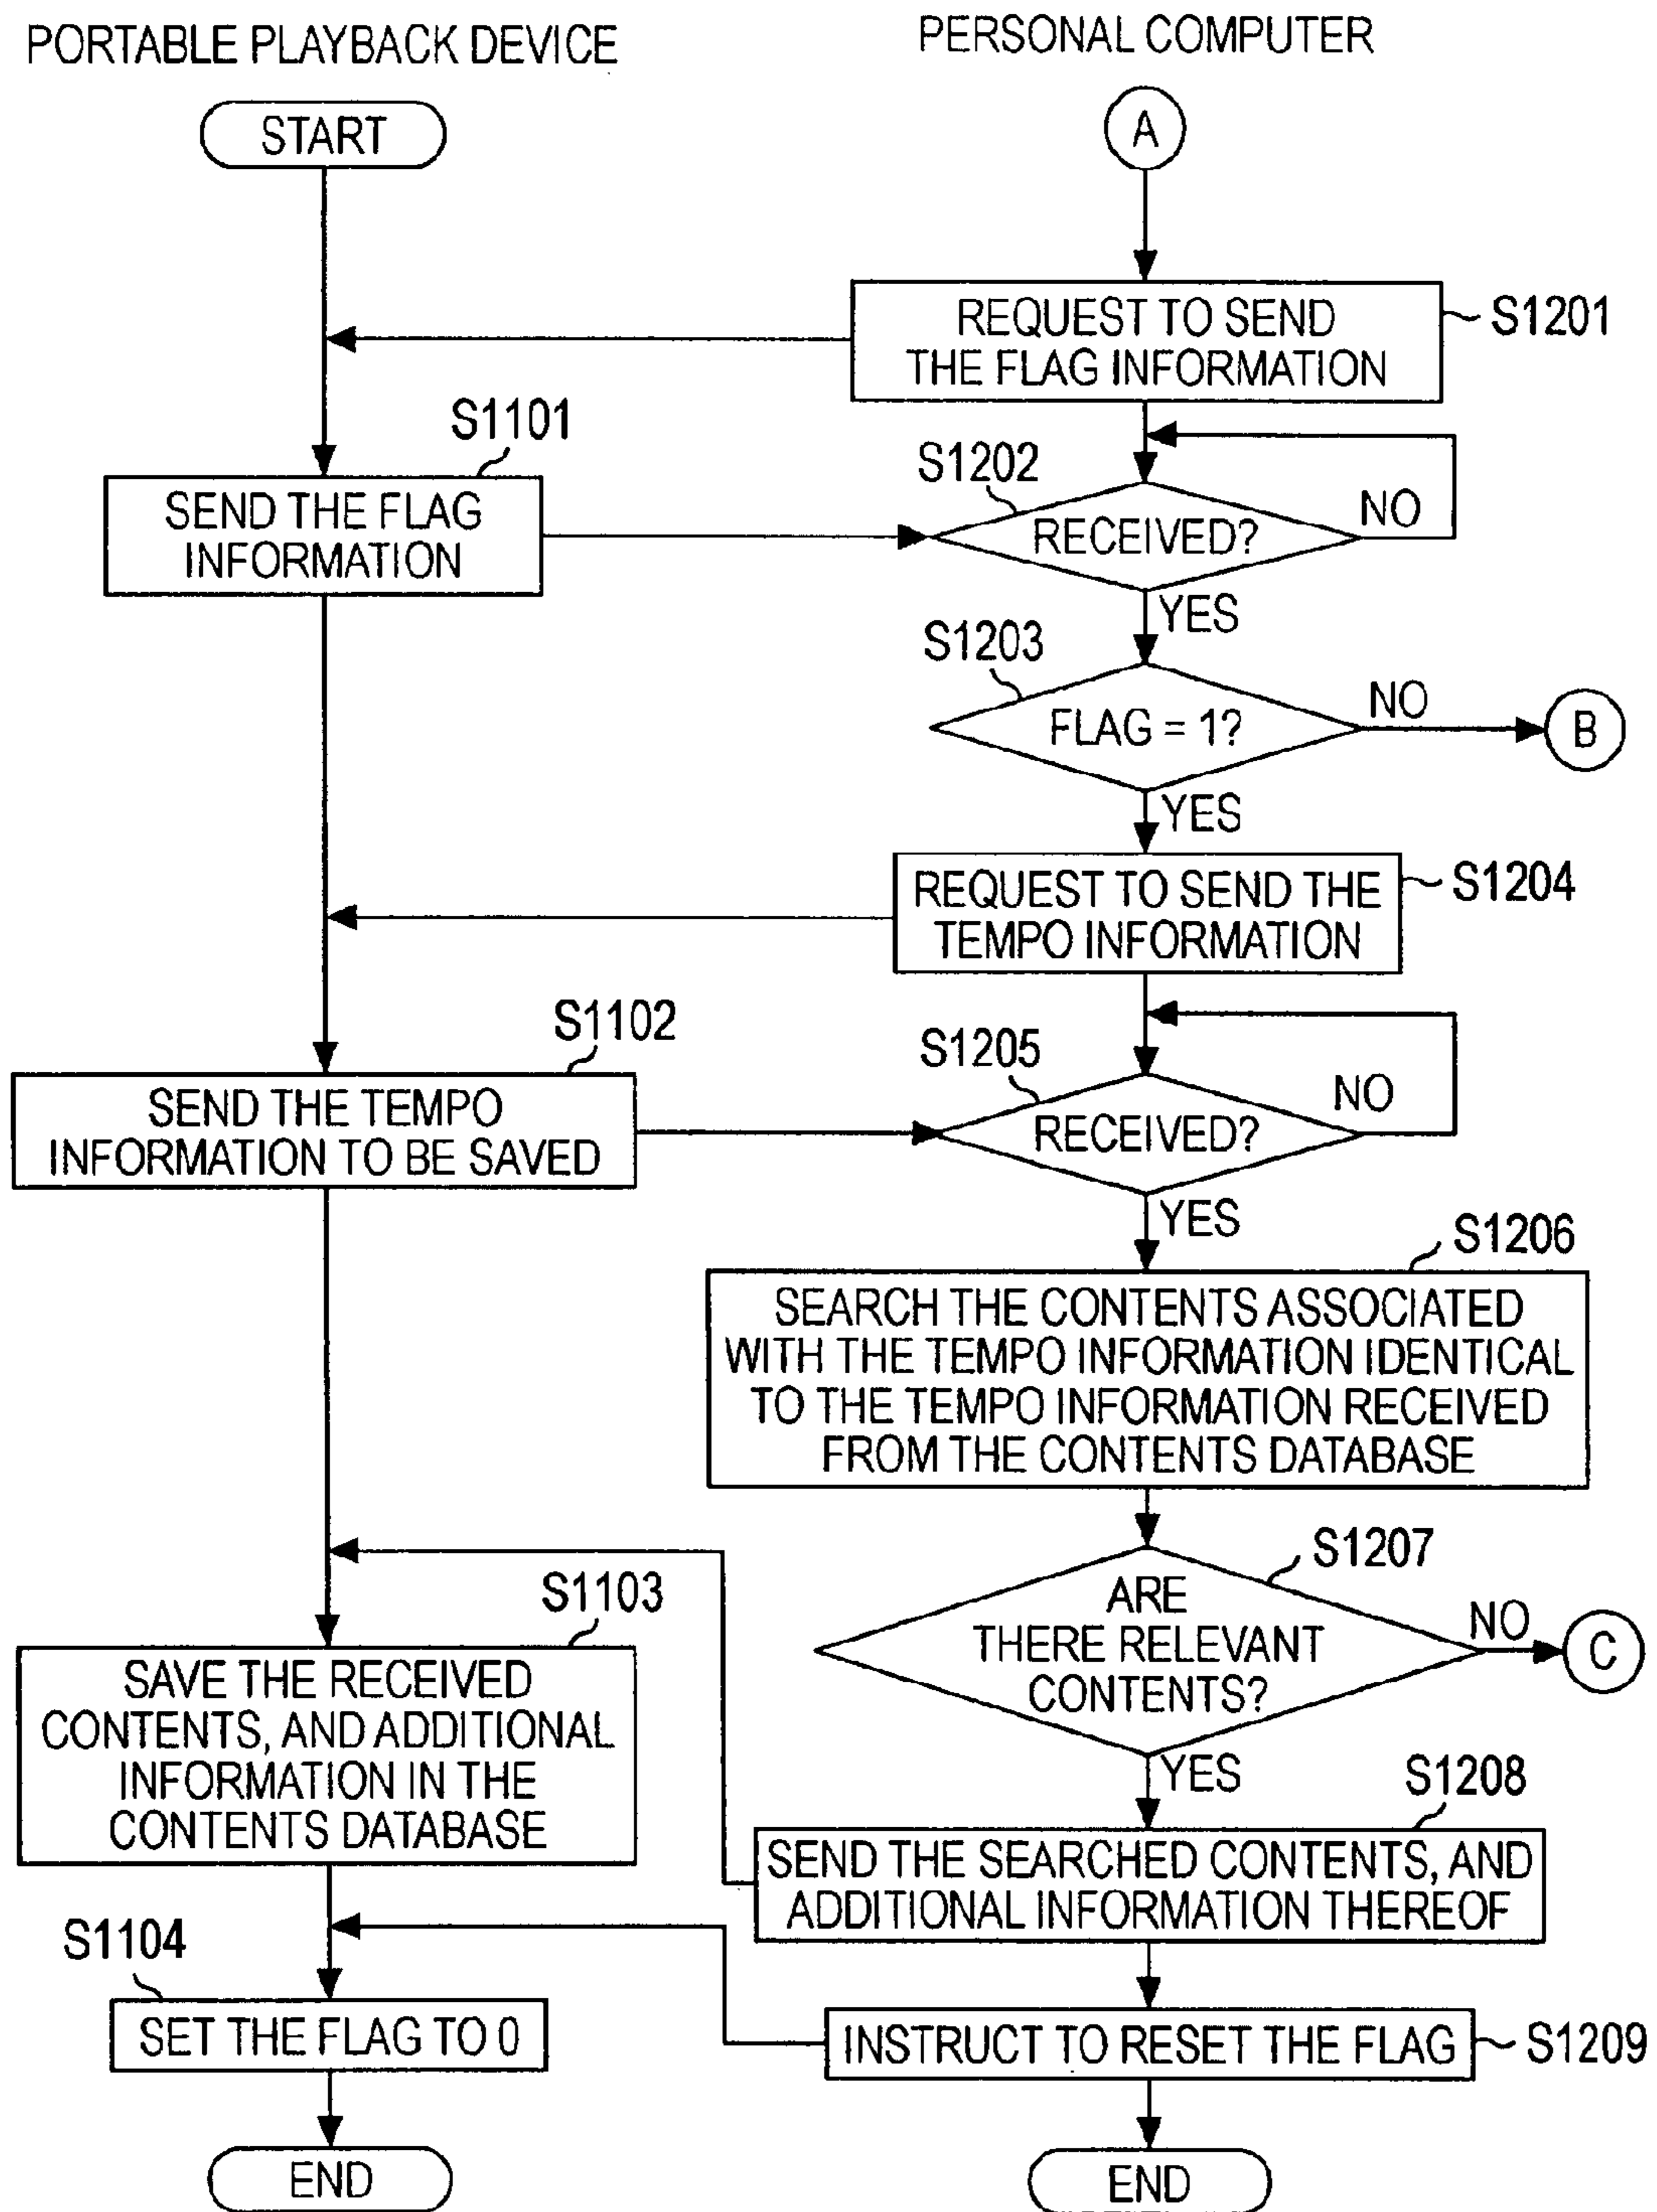 PORTABLE PLAYBACK DEVICE
PERSONAL COMPUTER
START
A
REQUEST TO SEND
THE FLAG INFORMATION
S1201
S1101
SEND THE FLAG
INFORMATION
S1202
RECEIVED?
NO
YES
S1203
FLAG = 1?
NO
B
YES
REQUEST TO SEND THE
TEMPO INFORMATION
S1204
S1102
SEND THE TEMPO
INFORMATION TO BE SAVED
S1205
RECEIVED?
NO
YES
S1206
SEARCH THE CONTENTS ASSOCIATED
WITH THE TEMPO INFORMATION IDENTICAL
TO THE TEMPO INFORMATION RECEIVED
FROM THE CONTENTS DATABASE
S1207
ARE
THERE RELEVANT
CONTENTS?
NO
C
YES
S1103
SAVE THE RECEIVED
CONTENTS, AND ADDITIONAL
INFORMATION IN THE
CONTENTS DATABASE
S1208
SEND THE SEARCHED CONTENTS, AND
ADDITIONAL INFORMATION THEREOF
S1104
SET THE FLAG TO 0
INSTRUCT TO RESET THE FLAG
S1209
END
END